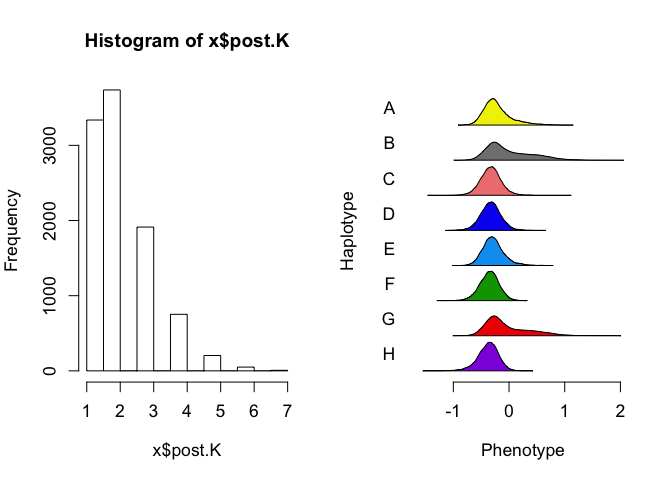 Histogram of x$post.K
Frequency
0
1000
2000
3000
1 2 3 4 5 6 7
x$post.K
Haplotype
A
B
C
D
E
F
G
H
-1 0 1 2
Phenotype